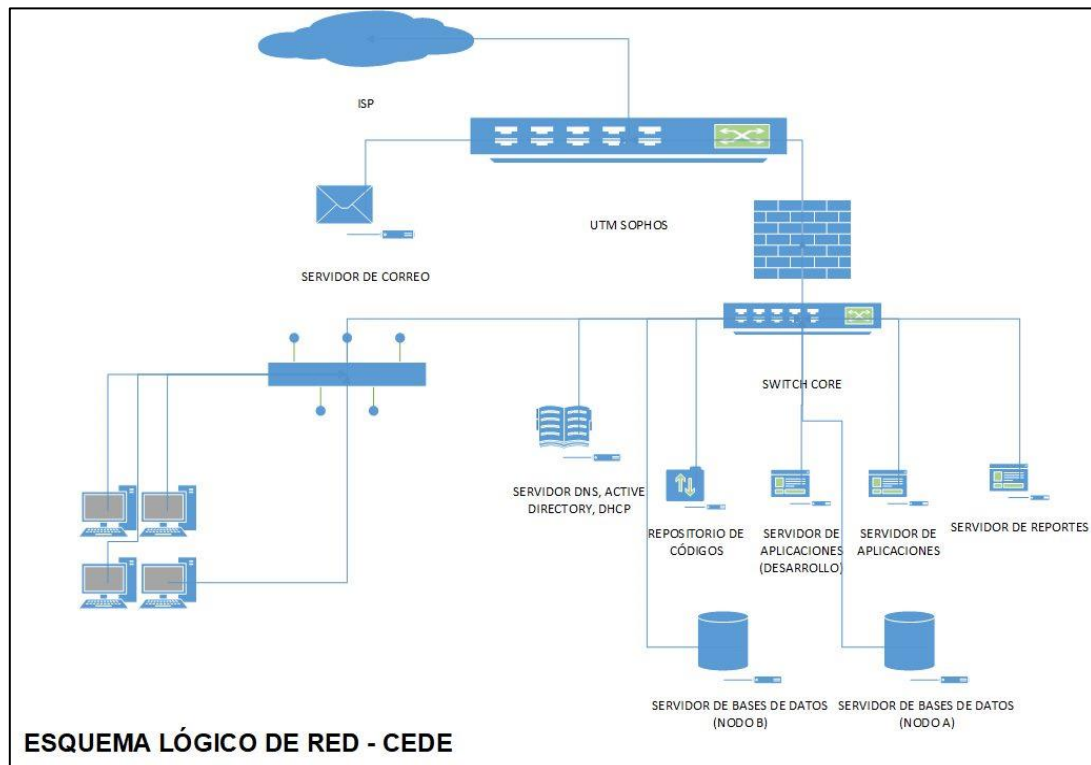 ISP
UTM SOPHOS
SERVIDOR DE CORREO
SWITCH CORE
SERVIDOR DNS, ACTIVE
DIRECTORY, DHCP
REPOSITORIO DE
CÓDIGOS
SERVIDOR DE
APLICACIONES
(DESARROLLO)
SERVIDOR DE
APLICACIONES
SERVIDOR DE REPORTES
SERVIDOR DE BASES DE DATOS
(NODO B)
SERVIDOR DE BASES DE DATOS
(NODO A)
ESQUEMA LÓGICO DE RED - CEDE